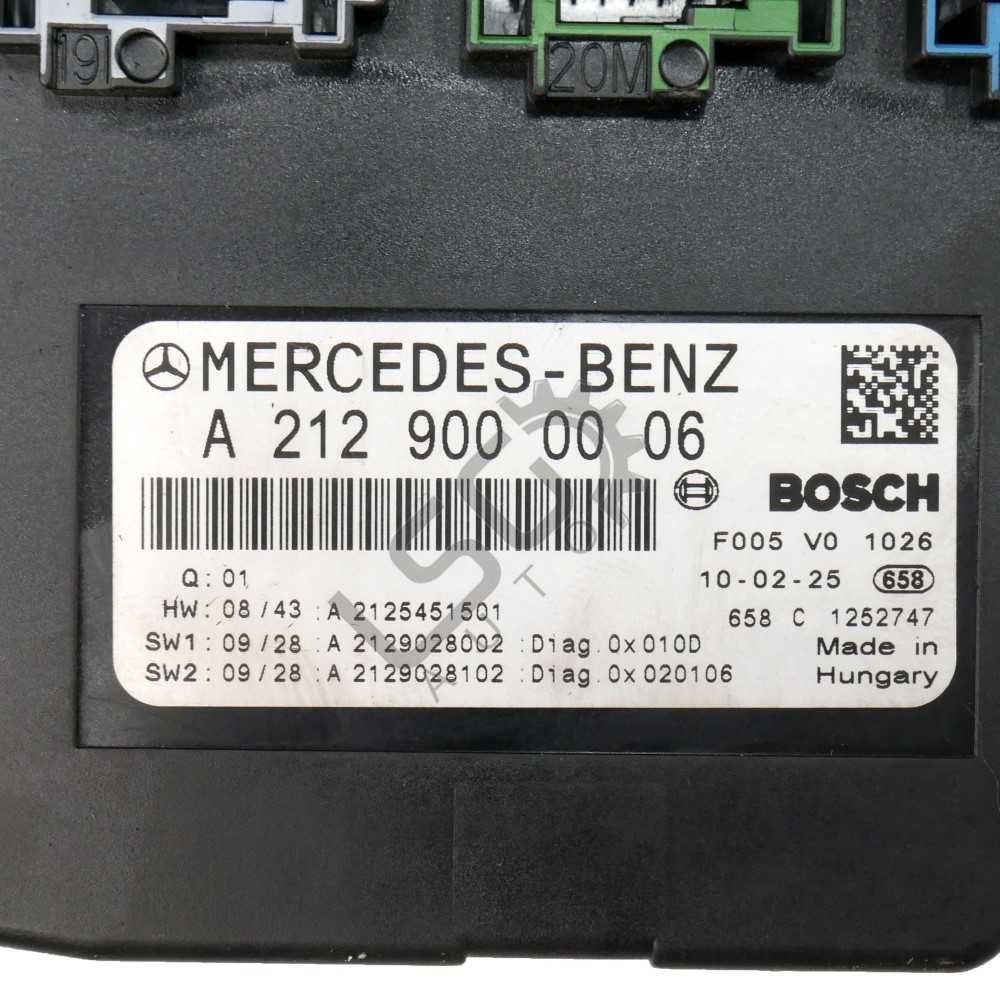 19
20M
MERCEDES-BENZ
A 212 900 00 06
BOSCH
F005 V0 1026
Q: 01
10-02-25 658
HW: 08/43 :A 2125451501
658 C 1252747
SW1: 09/28 :A 2129028002 :Diag.0x010D
Made in
SW2: 09/28 :A 2129028102 :Diag.0x020106
Hungary
LSC
AUTO